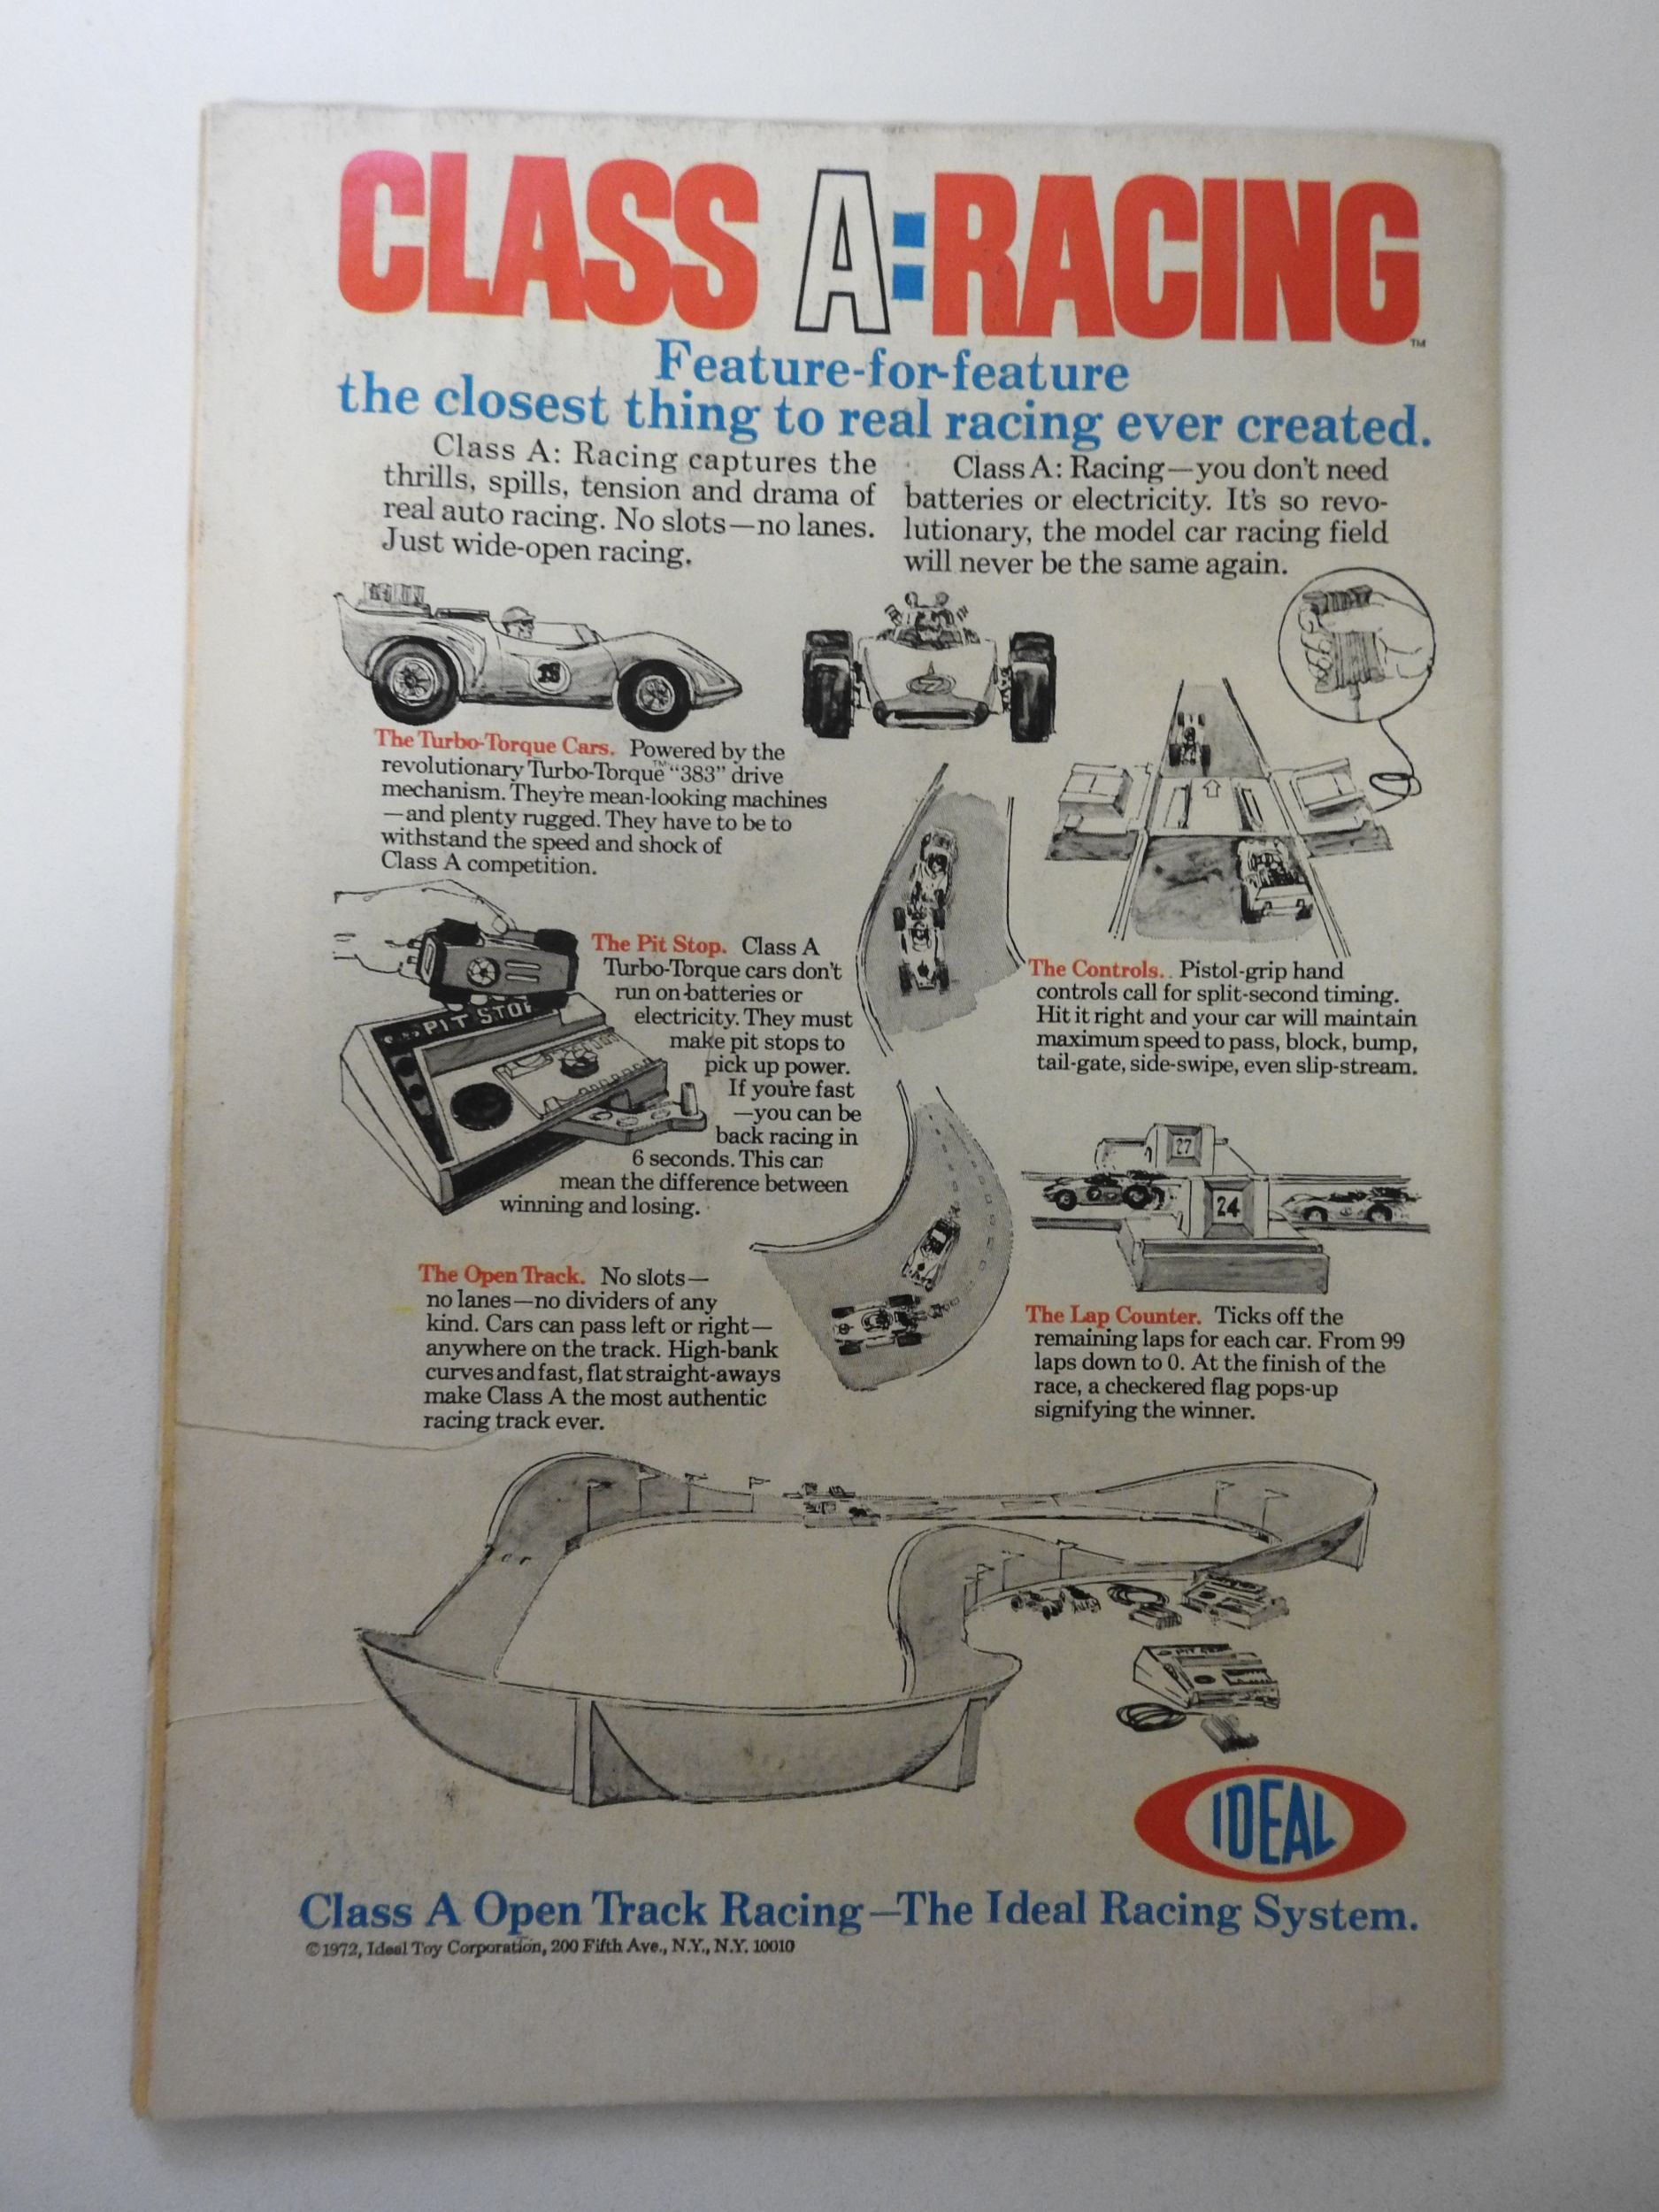 CLASS A:RACING™
Feature-for-feature
the closest thing to real racing ever created.
Class A: Racing captures the
thrills, spills, tension and drama of
real auto racing. No slots—no lanes.
Just wide-open racing.
Class A: Racing—you don't need
batteries or electricity. It's so revo-
lutionary, the model car racing field
will never be the same again.
15
The Turbo-Torque Cars. Powered by the
revolutionary Turbo-Torque™ "383" drive
mechanism. They're mean-looking machines
—and plenty rugged. They have to be to
withstand the speed and shock of
Class A competition.
PIT STOP
The Pit Stop. Class A
Turbo-Torque cars don't
run on batteries or
electricity. They must
make pit stops to
pick up power.
If you're fast
—you can be
back racing in
6 seconds. This can
mean the difference between
winning and losing.
The Controls. Pistol-grip hand
controls call for split-second timing.
Hit it right and your car will maintain
maximum speed to pass, block, bump,
tail-gate, side-swipe, even slip-stream.
27
24
The Open Track. No slots—
no lanes—no dividers of any
kind. Cars can pass left or right—
anywhere on the track. High-bank
curves and fast, flat straight-aways
make Class A the most authentic
racing track ever.
The Lap Counter. Ticks off the
remaining laps for each car. From 99
laps down to 0. At the finish of the
race, a checkered flag pops-up
signifying the winner.
IDEAL
Class A Open Track Racing—The Ideal Racing System.
©1972, Ideal Toy Corporation, 200 Fifth Ave., N.Y., N.Y. 10010